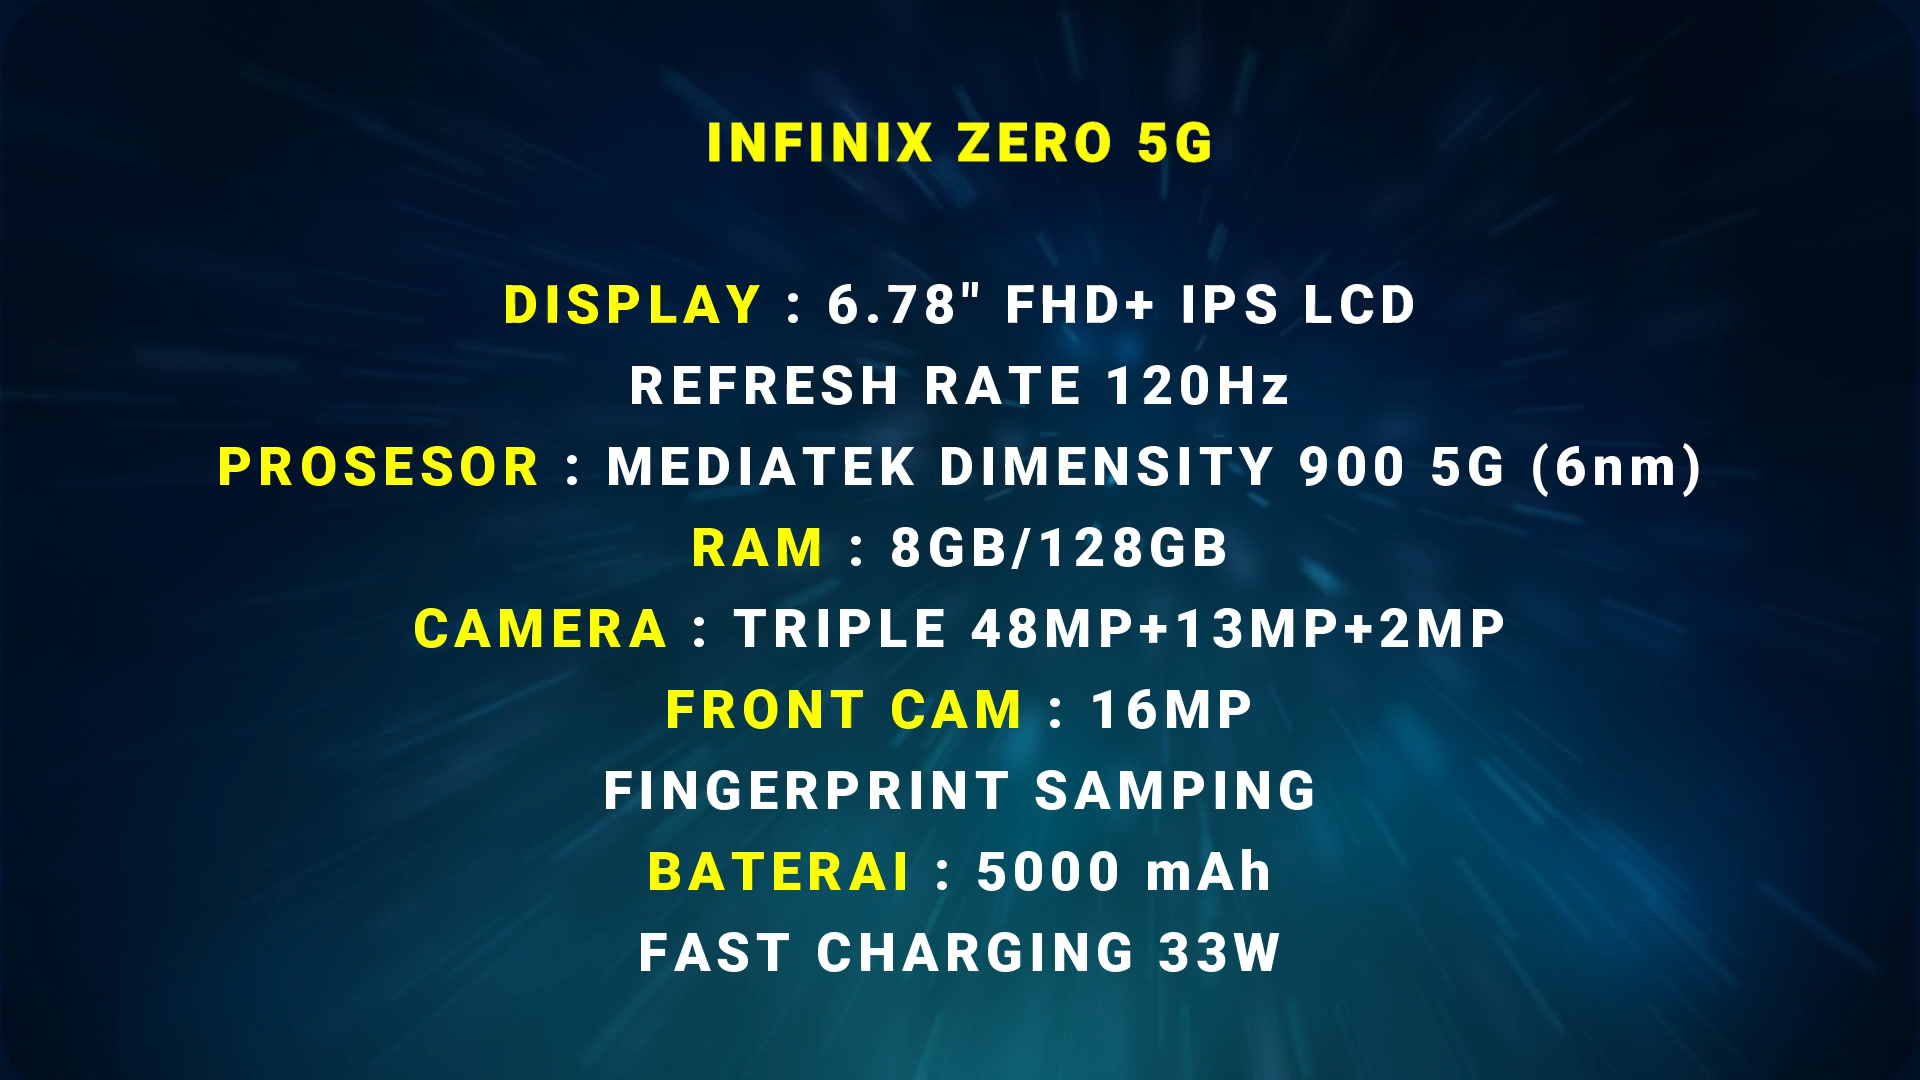 INFINIX ZERO 5G
DISPLAY : 6.78" FHD+ IPS LCD
REFRESH RATE 120Hz
PROSESOR : MEDIATEK DIMENSITY 900 5G (6nm)
RAM : 8GB/128GB
CAMERA : TRIPLE 48MP+13MP+2MP
FRONT CAM : 16MP
FINGERPRINT SAMPING
BATERAI : 5000 mAh
FAST CHARGING 33W